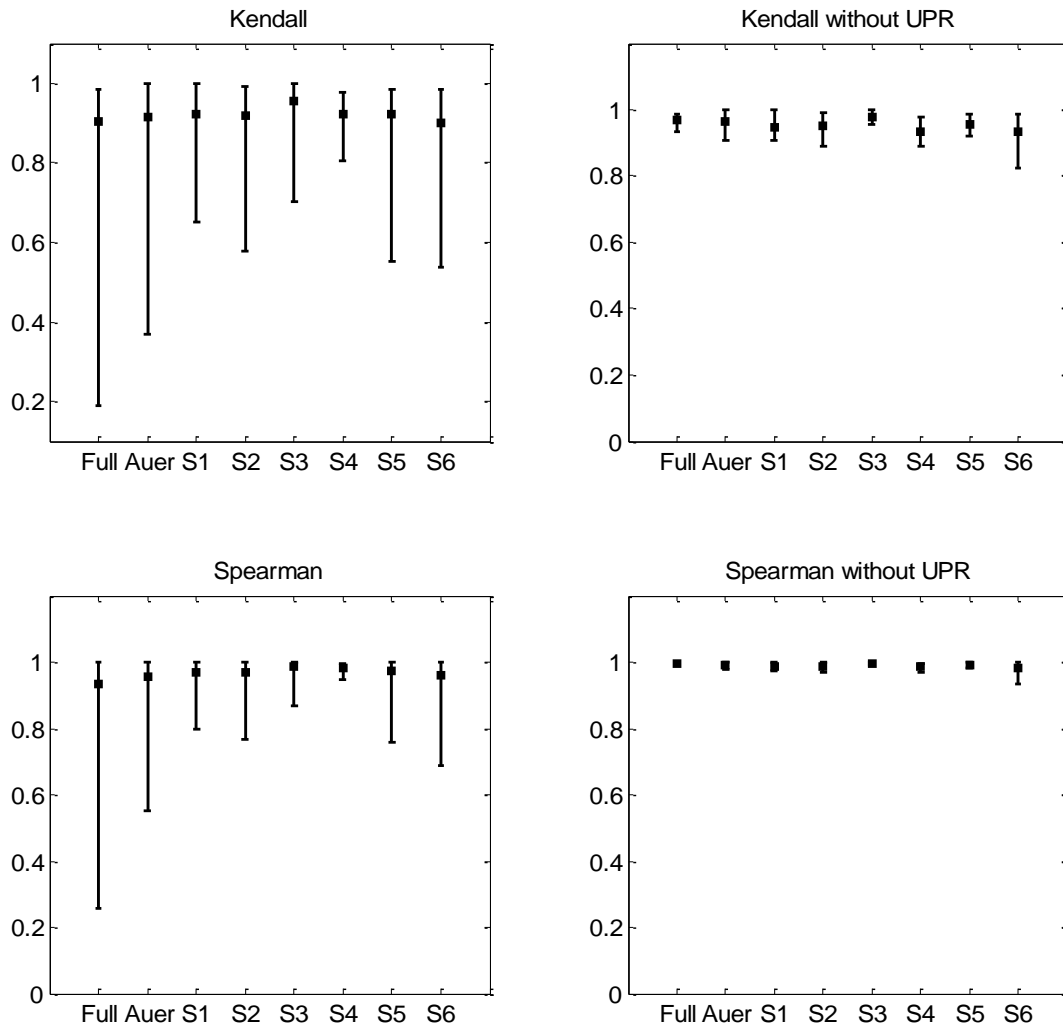 Kendall
1
0.8
0.6
0.4
0.2
Full Auer S1 S2 S3 S4 S5 S6
Kendall without UPR
1
0.8
0.6
0.4
0.2
0
Full Auer S1 S2 S3 S4 S5 S6
Spearman
1
0.8
0.6
0.4
0.2
0
Full Auer S1 S2 S3 S4 S5 S6
Spearman without UPR
1
0.8
0.6
0.4
0.2
0
Full Auer S1 S2 S3 S4 S5 S6